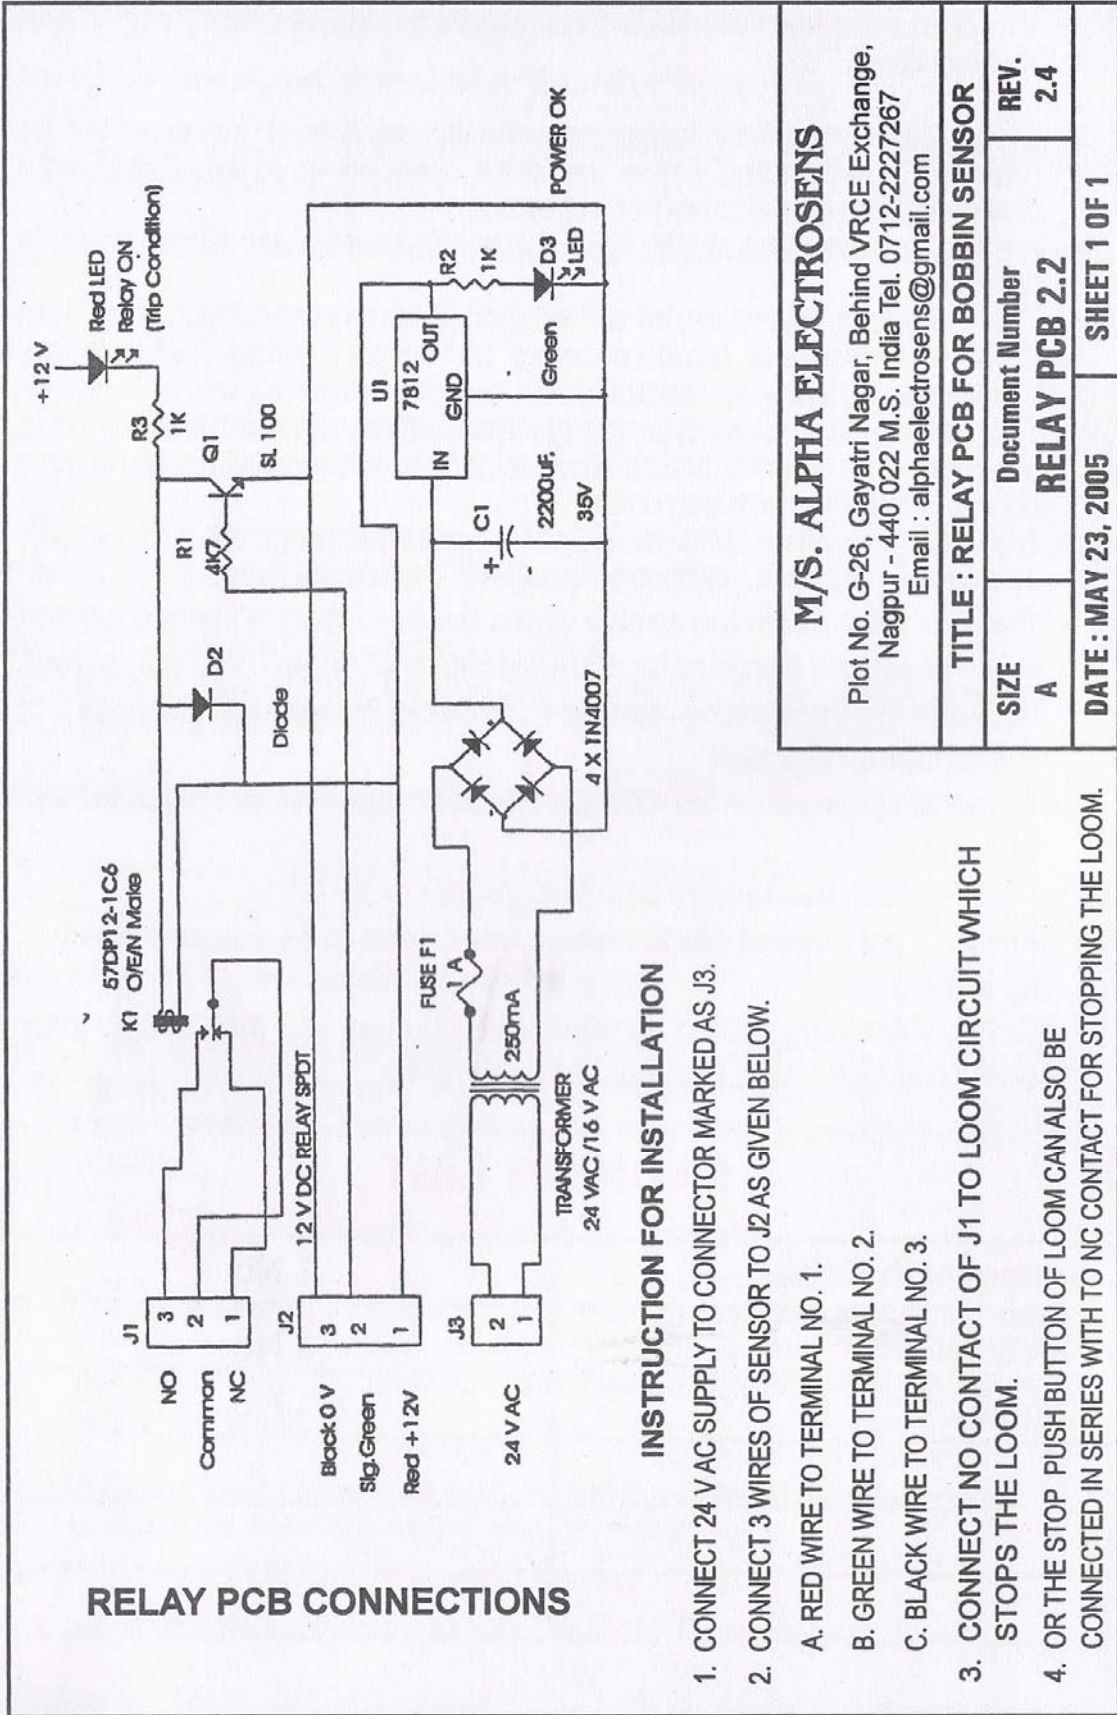 +12 V
Red LED
Relay ON
(Trip Condition)
R3
1K
Q1
SL 100
R1
4K7
D2
Diode
~
K1
57DP12-1C6
O/E/N Make
J1
NO
3
Comman
2
NC
1
12 V DC RELAY SPDT
J2
Black 0 V
3
Slg.Green
2
Red +12V
1
U1
7812
IN
OUT
GND
R2
1K
D3
LED
Green
POWER OK
+
C1
-
2200uF.
35V
4 X 1N4007
FUSE F1
1 A
250mA
TRANSFORMER
24 VAC /16 V AC
J3
24 V AC
2
1
RELAY PCB CONNECTIONS
INSTRUCTION FOR INSTALLATION
1. CONNECT 24 V AC SUPPLY TO CONNECTOR MARKED AS J3.
2. CONNECT 3 WIRES OF SENSOR TO J2 AS GIVEN BELOW.
A. RED WIRE TO TERMINAL NO. 1.
B. GREEN WIRE TO TERMINAL NO. 2.
C. BLACK WIRE TO TERMINAL NO. 3.
3. CONNECT NO CONTACT OF J1 TO LOOM CIRCUIT WHICH
STOPS THE LOOM.
4. OR THE STOP PUSH BUTTON OF LOOM CAN ALSO BE
CONNECTED IN SERIES WITH TO NC CONTACT FOR STOPPING THE LOOM.
M/S. ALPHA ELECTROSENS
Plot No. G-26, Gayatri Nagar, Behind VRCE Exchange,
Nagpur - 440 022 M.S. India Tel. 0712-2227267
Email : alphaelectrosens@gmail.com
TITLE : RELAY PCB FOR BOBBIN SENSOR
SIZE Document Number REV.
A RELAY PCB 2.2 2.4
DATE : MAY 23, 2005 SHEET 1 OF 1